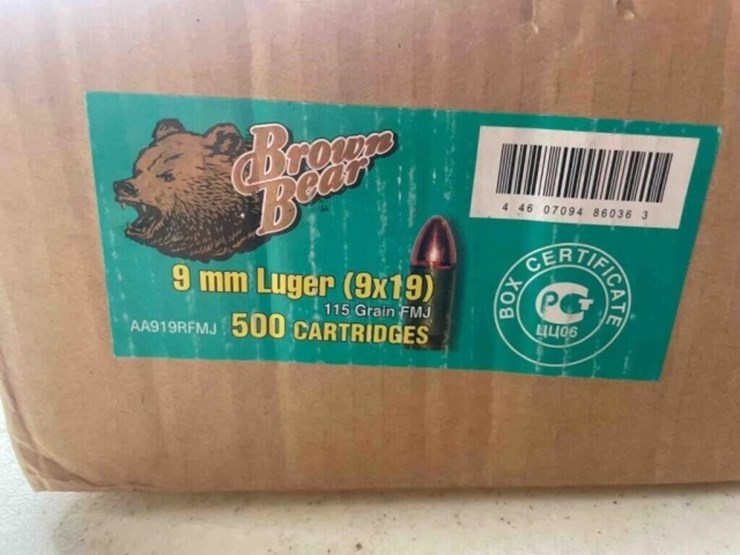 Brown
Bear
9 mm Luger (9x19)
115 Grain FMJ
AA919RFMJ 500 CARTRIDGES
4 46 07094 86036 3
BOX CERTIFICATE
РСТ
ЦЦ06